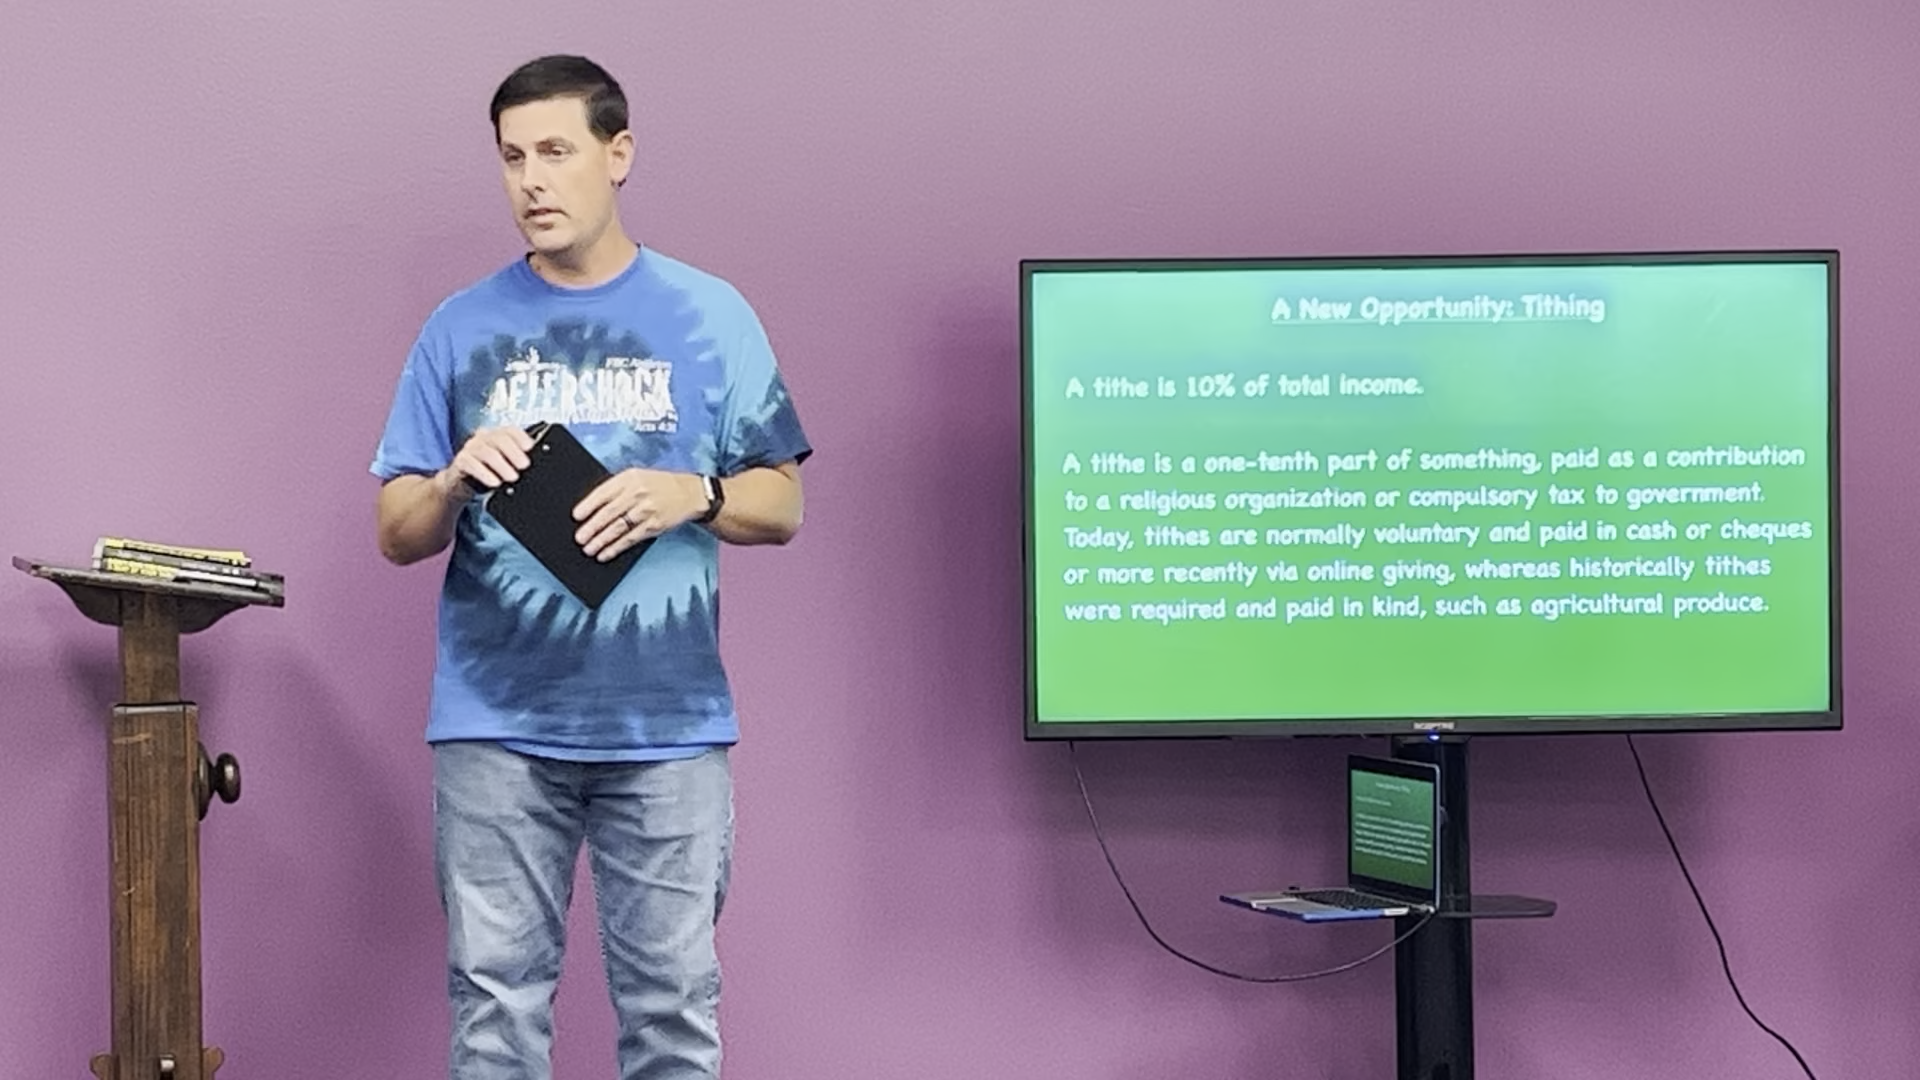 AFTERSHOCK
A New Opportunity: Tithing
A tithe is 10% of total income.
A tithe is a one-tenth part of something, paid as a contribution
to a religious organization or compulsory tax to government.
Today, tithes are normally voluntary and paid in cash or cheques
or more recently via online giving, whereas historically tithes
were required and paid in kind, such as agricultural produce.
SCEPTRE